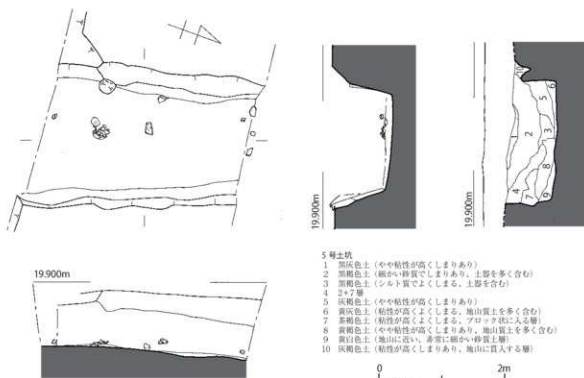 19.900m
19.900m
19.900m
10
6
5
2
3
8
4
7
9
5号土坑
1 黒灰色土（やや粘性が高くしまりあり）
2 黒褐色土（細かい砂質でしまりあり、土器を多く含む）
3 黒褐色土（シルト質でよくしまる、土器を含む）
4 2+7層
5 灰褐色土（やや粘性が高くしまりあり）
6 黄灰色土（粘性が高くよくしまる、地山質土を多く含む）
7 茶褐色土（粘性が高くよくしまる、ブロック状に入る層）
8 黄褐色土（やや粘性が高くしまりあり、地山質土を多く含む）
9 黄白色土（地山に近い、非常に細かい砂質土層）
10 灰褐色土（粘性が高くしまりあり、地山に貫入する層）
0 2m